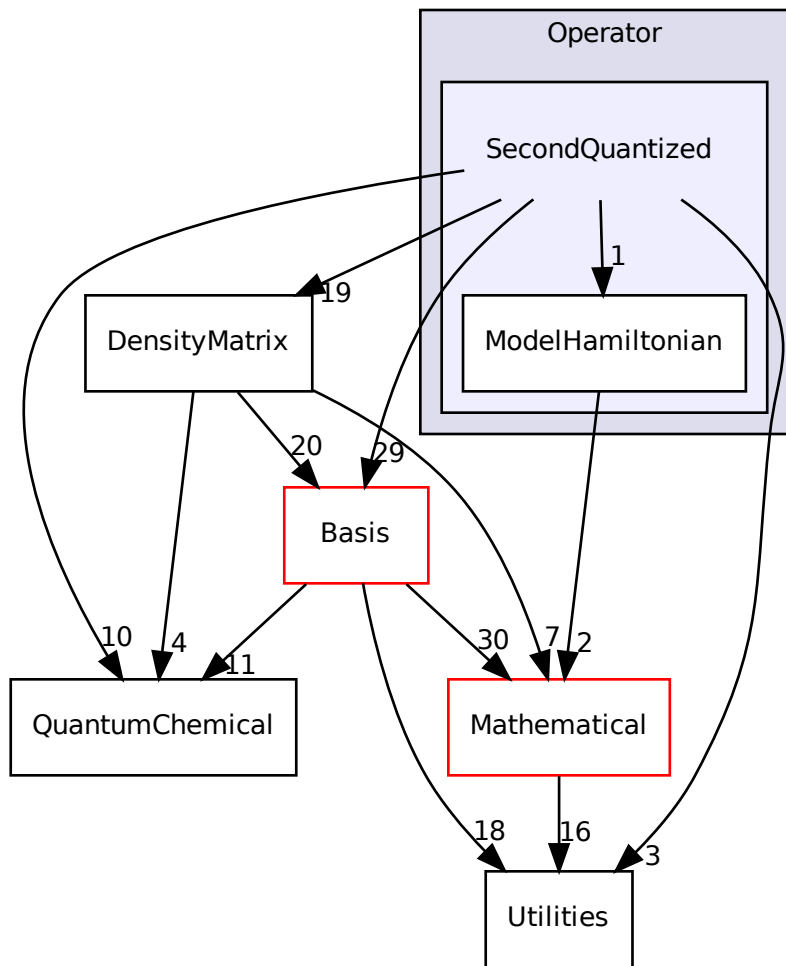 Operator
SecondQuantized
1
19
DensityMatrix
ModelHamiltonian
20
29
Basis
10
4
11
30
7
2
QuantumChemical
Mathematical
18
16
3
Utilities